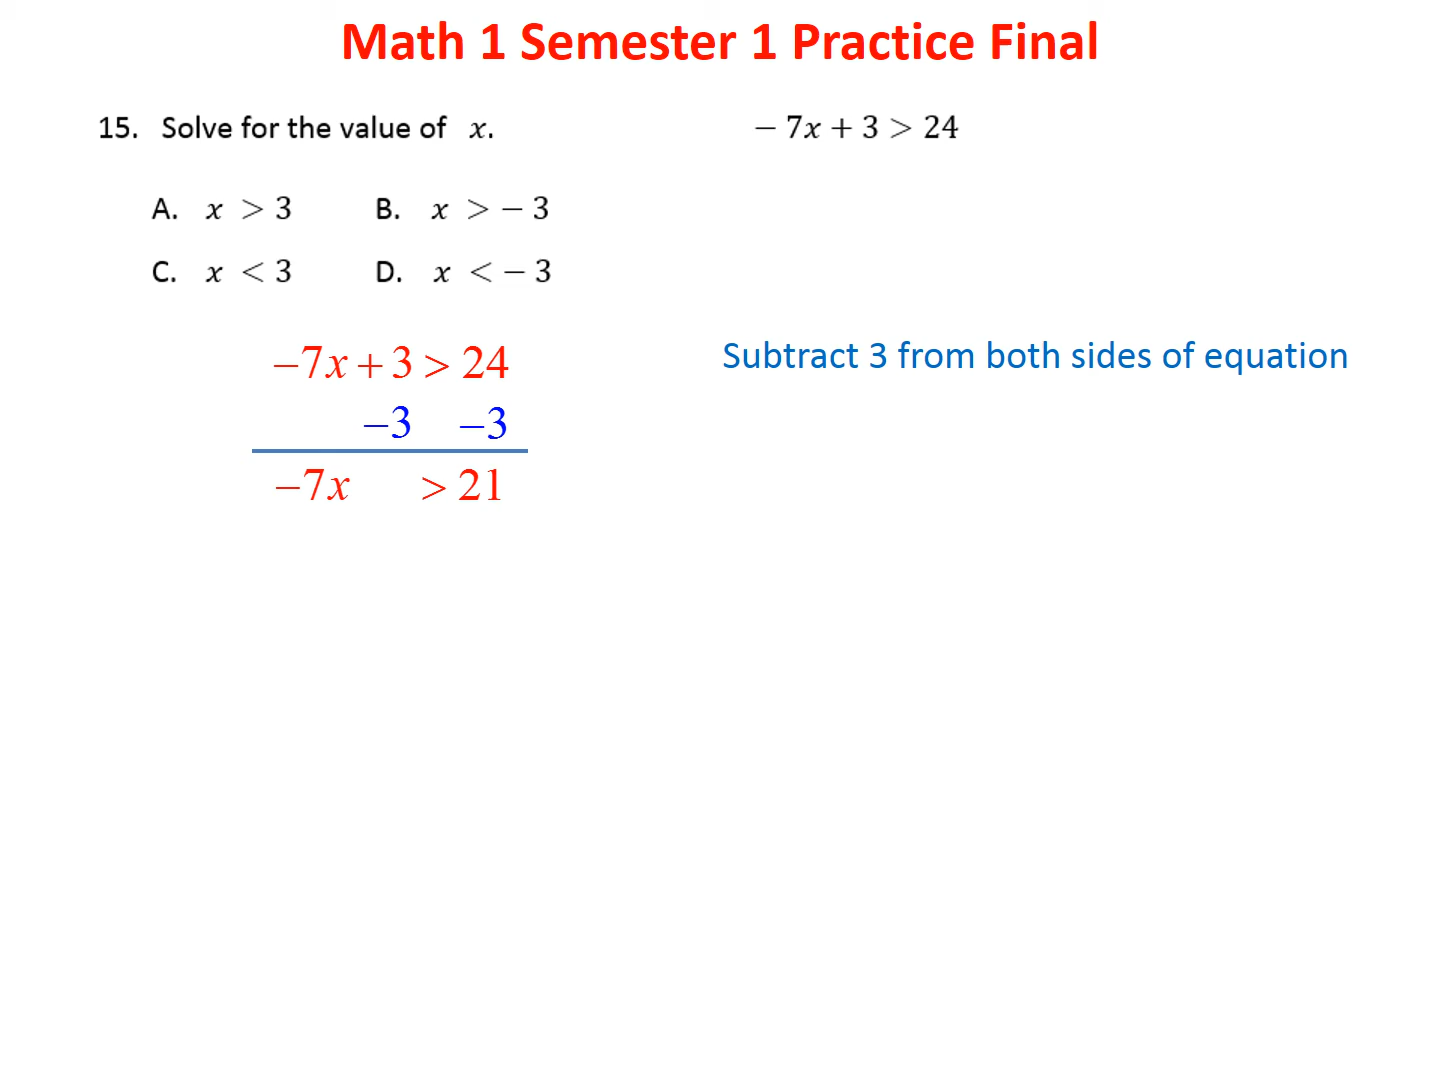 Math 1 Semester 1 Practice Final
15. Solve for the value of x. − 7x + 3 > 24
A. x > 3 B. x > − 3
C. x < 3 D. x < − 3
−7x + 3 > 24 Subtract 3 from both sides of equation
−3 −3
−7x > 21